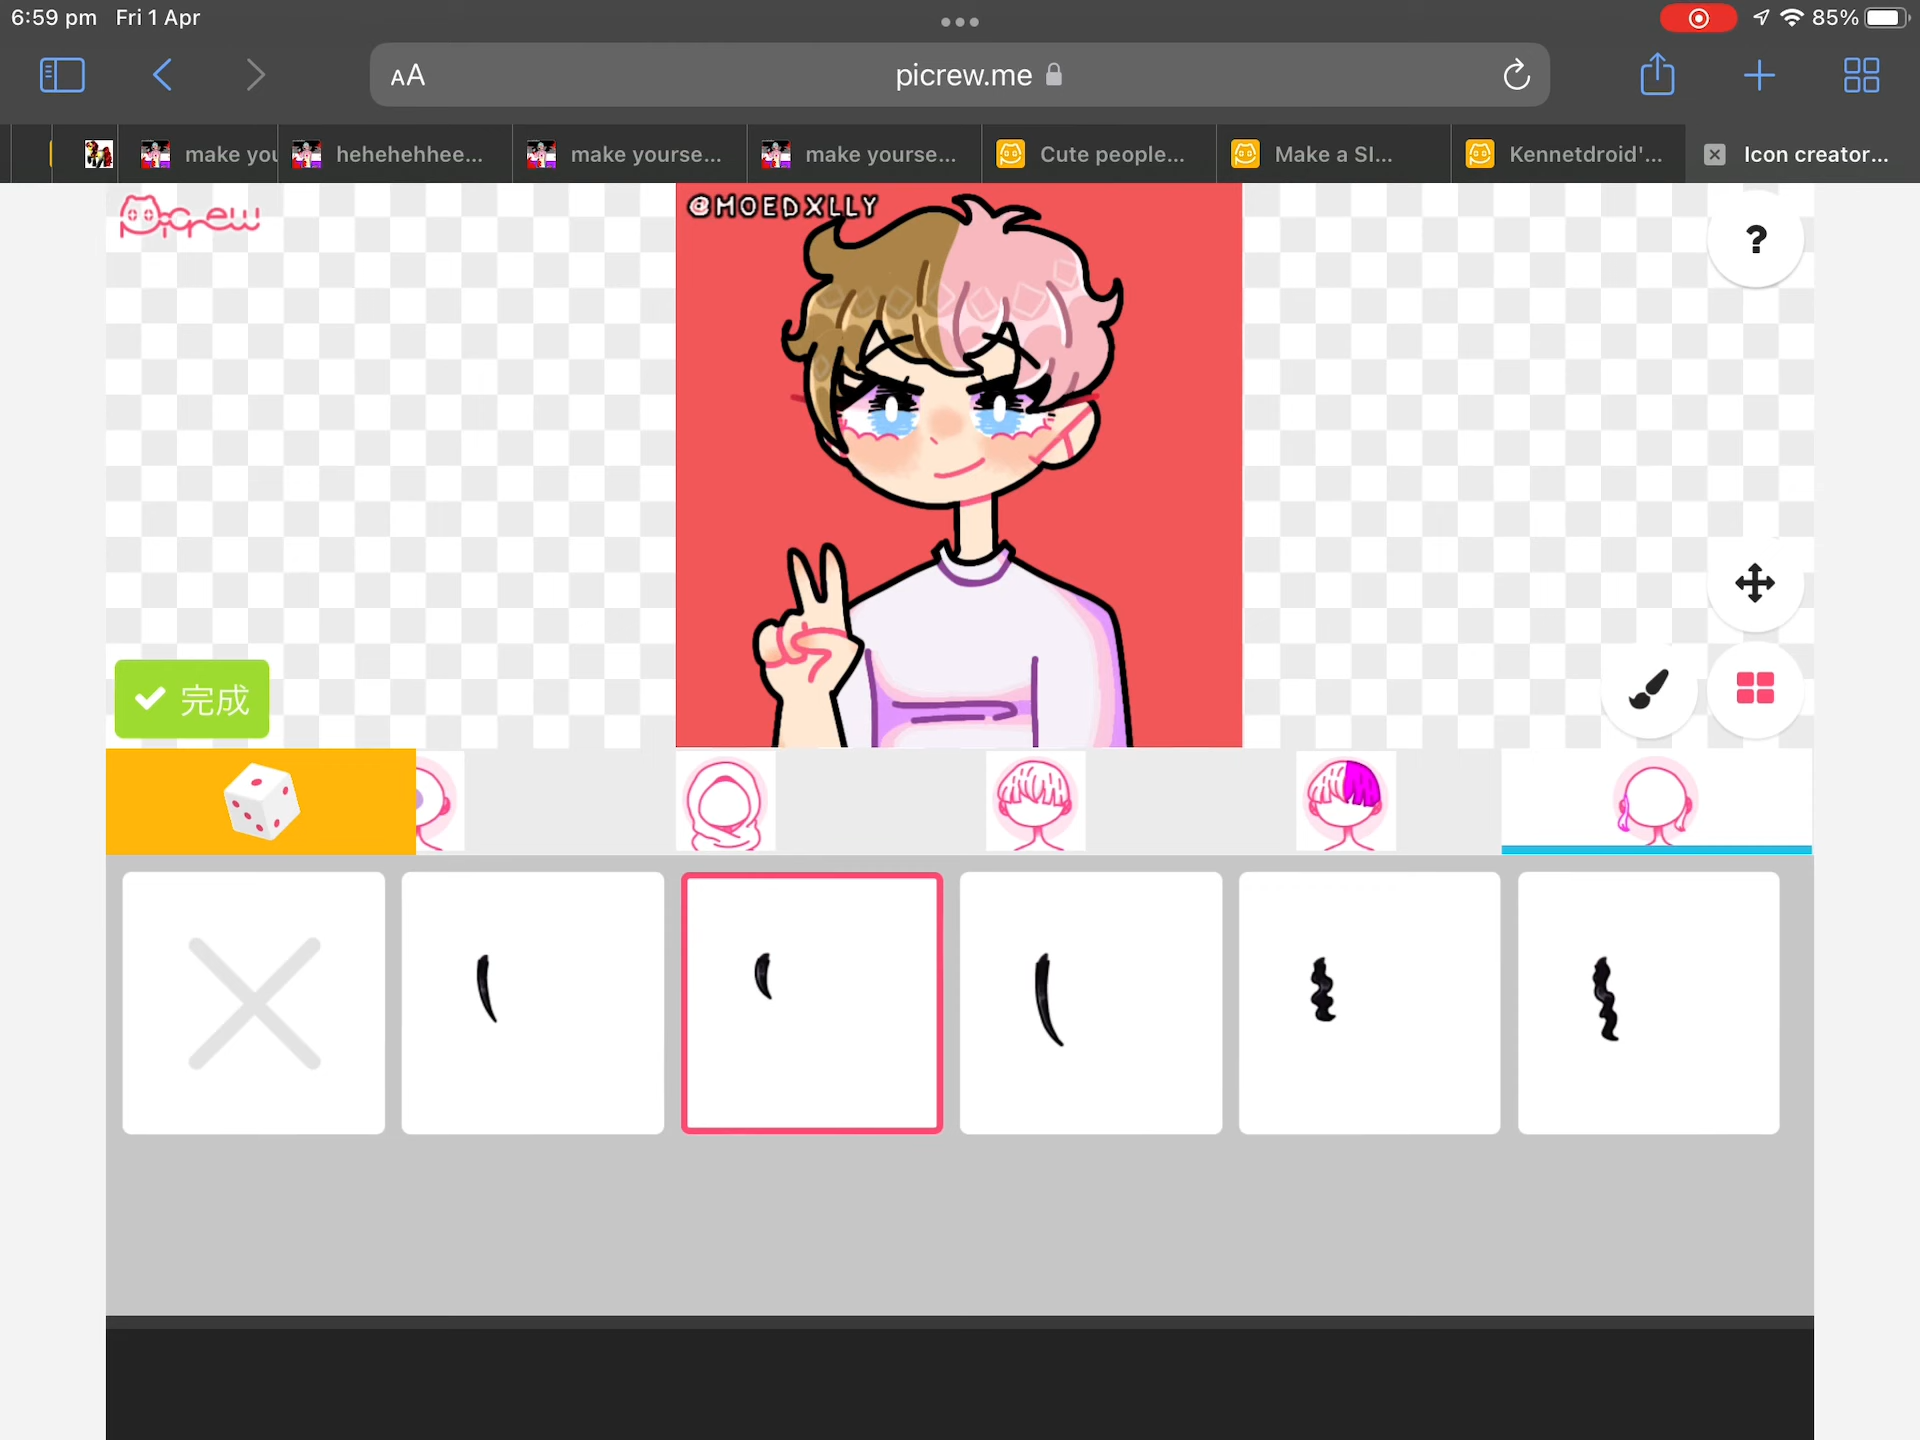 6:59 pm Fri 1 Apr
85%
AA picrew.me
make you
hehehehhee...
make yourse...
make yourse...
Cute people...
Make a Sl...
Kennetdroid'...
Icon creator...
Picrew
@MOEDXLLY
?
完成